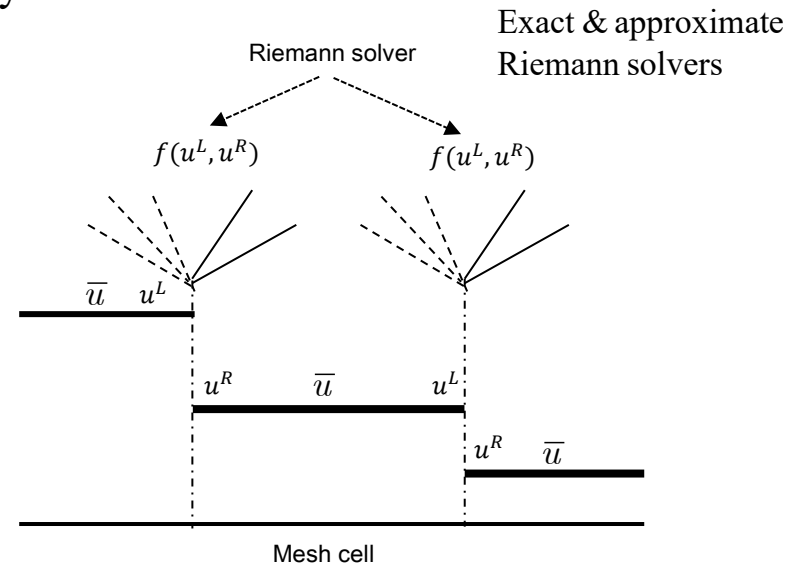 y
Exact & approximate
Riemann solvers
Riemann solver
f(u^L, u^R) f(u^L, u^R)
u̅ u^L
u^R u̅ u^L
u^R u̅
Mesh cell